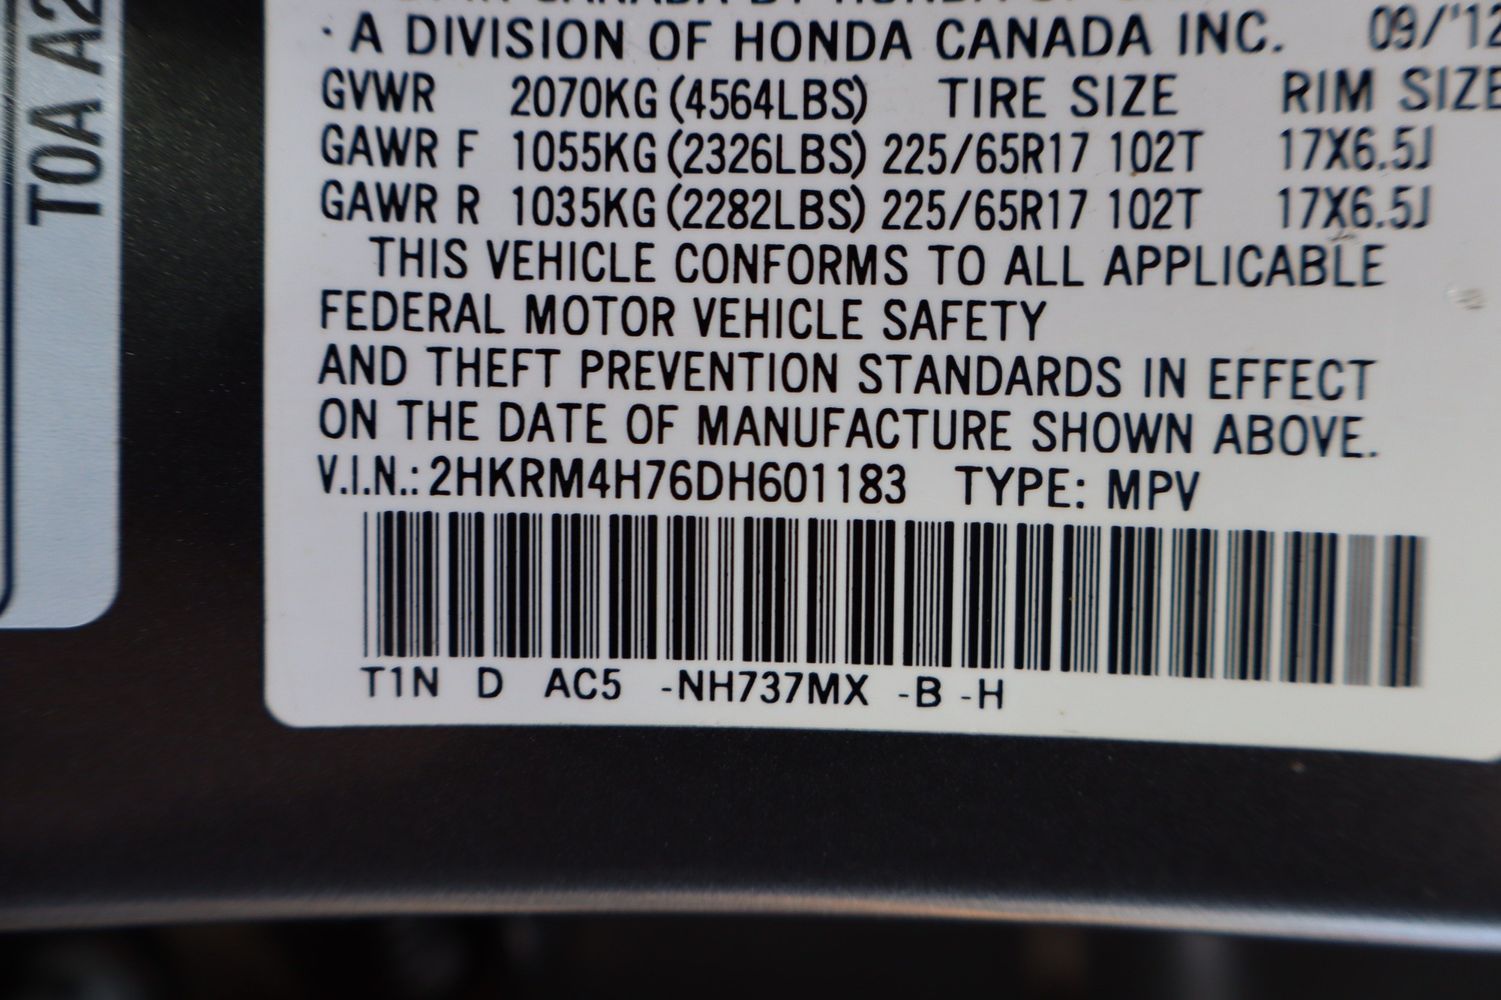 · A DIVISION OF HONDA CANADA INC. 09/'12
GVWR 2070KG (4564LBS) TIRE SIZE RIM SIZE
GAWR F 1055KG (2326LBS) 225/65R17 102T 17X6.5J
GAWR R 1035KG (2282LBS) 225/65R17 102T 17X6.5J
THIS VEHICLE CONFORMS TO ALL APPLICABLE
FEDERAL MOTOR VEHICLE SAFETY
AND THEFT PREVENTION STANDARDS IN EFFECT
ON THE DATE OF MANUFACTURE SHOWN ABOVE.
V.I.N.: 2HKRM4H76DH601183 TYPE: MPV
T1N D AC5 -NH737MX -B -H
T0A A2